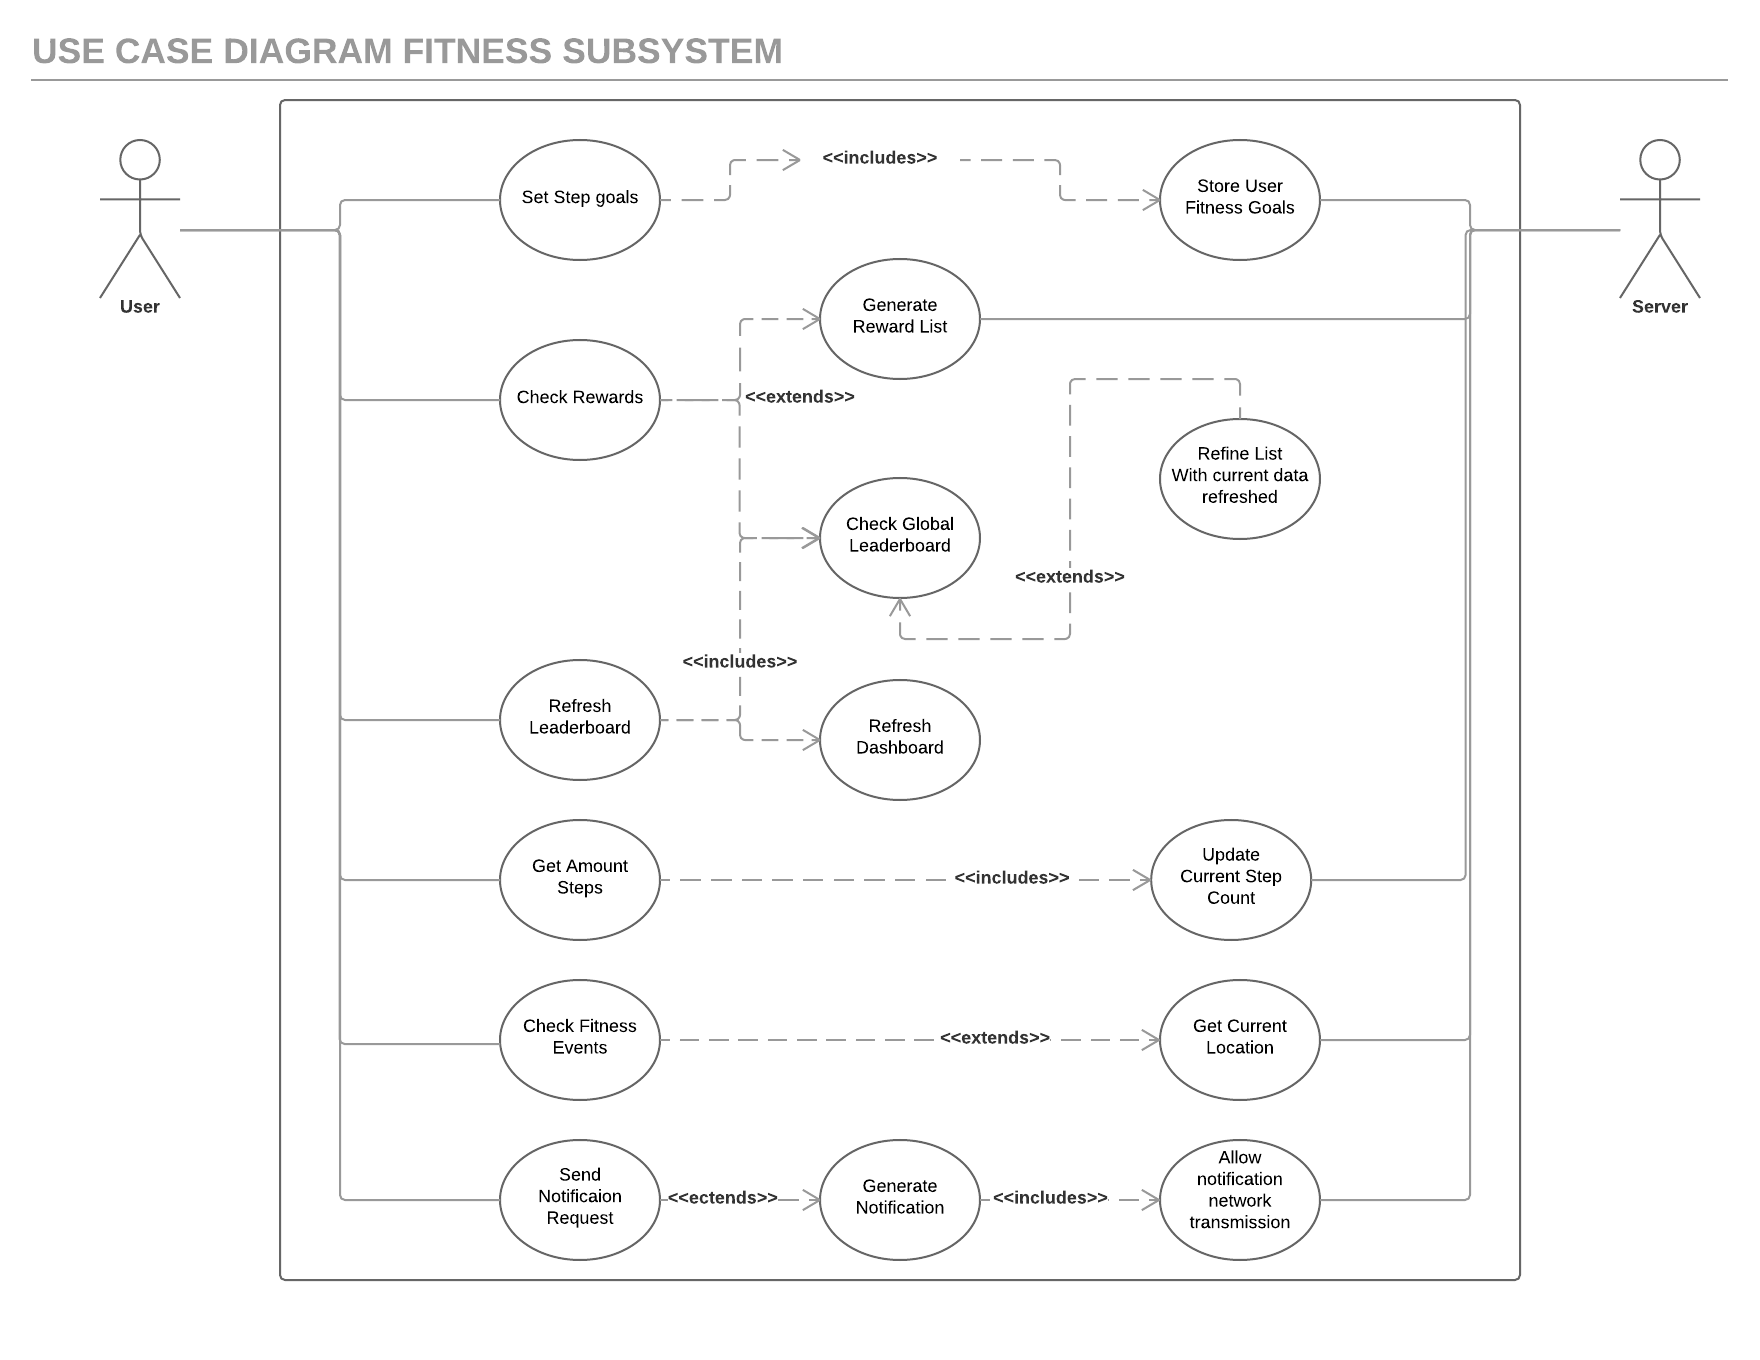 USE CASE DIAGRAM FITNESS SUBSYSTEM
User
Server
Set Step goals
<<includes>>
Store User
Fitness Goals
Generate
Reward List
Check Rewards
<<extends>>
Refine List
With current data
refreshed
Check Global
Leaderboard
<<extends>>
<<includes>>
Refresh
Leaderboard
Refresh
Dashboard
Get Amount
Steps
<<includes>>
Update
Current Step
Count
Check Fitness
Events
<<extends>>
Get Current
Location
Send
Notificaion
Request
<<ectends>>
Generate
Notification
<<includes>>
Allow
notification
network
transmission